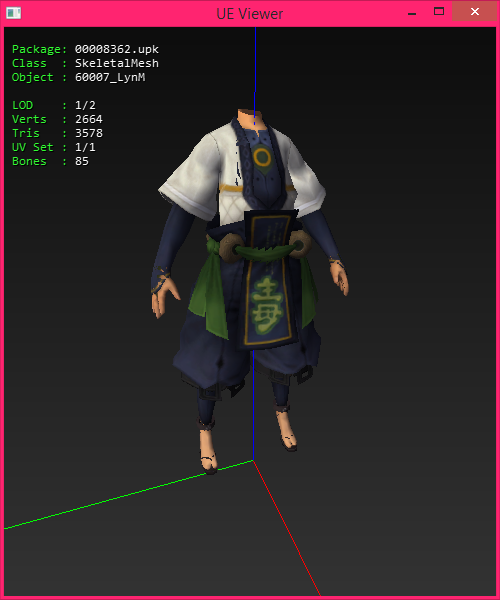 UE Viewer
Package: 00008362.upk
Class : SkeletalMesh
Object : 60007_LynM
LOD : 1/2
Verts : 2664
Tris : 3578
UV Set : 1/1
Bones : 85